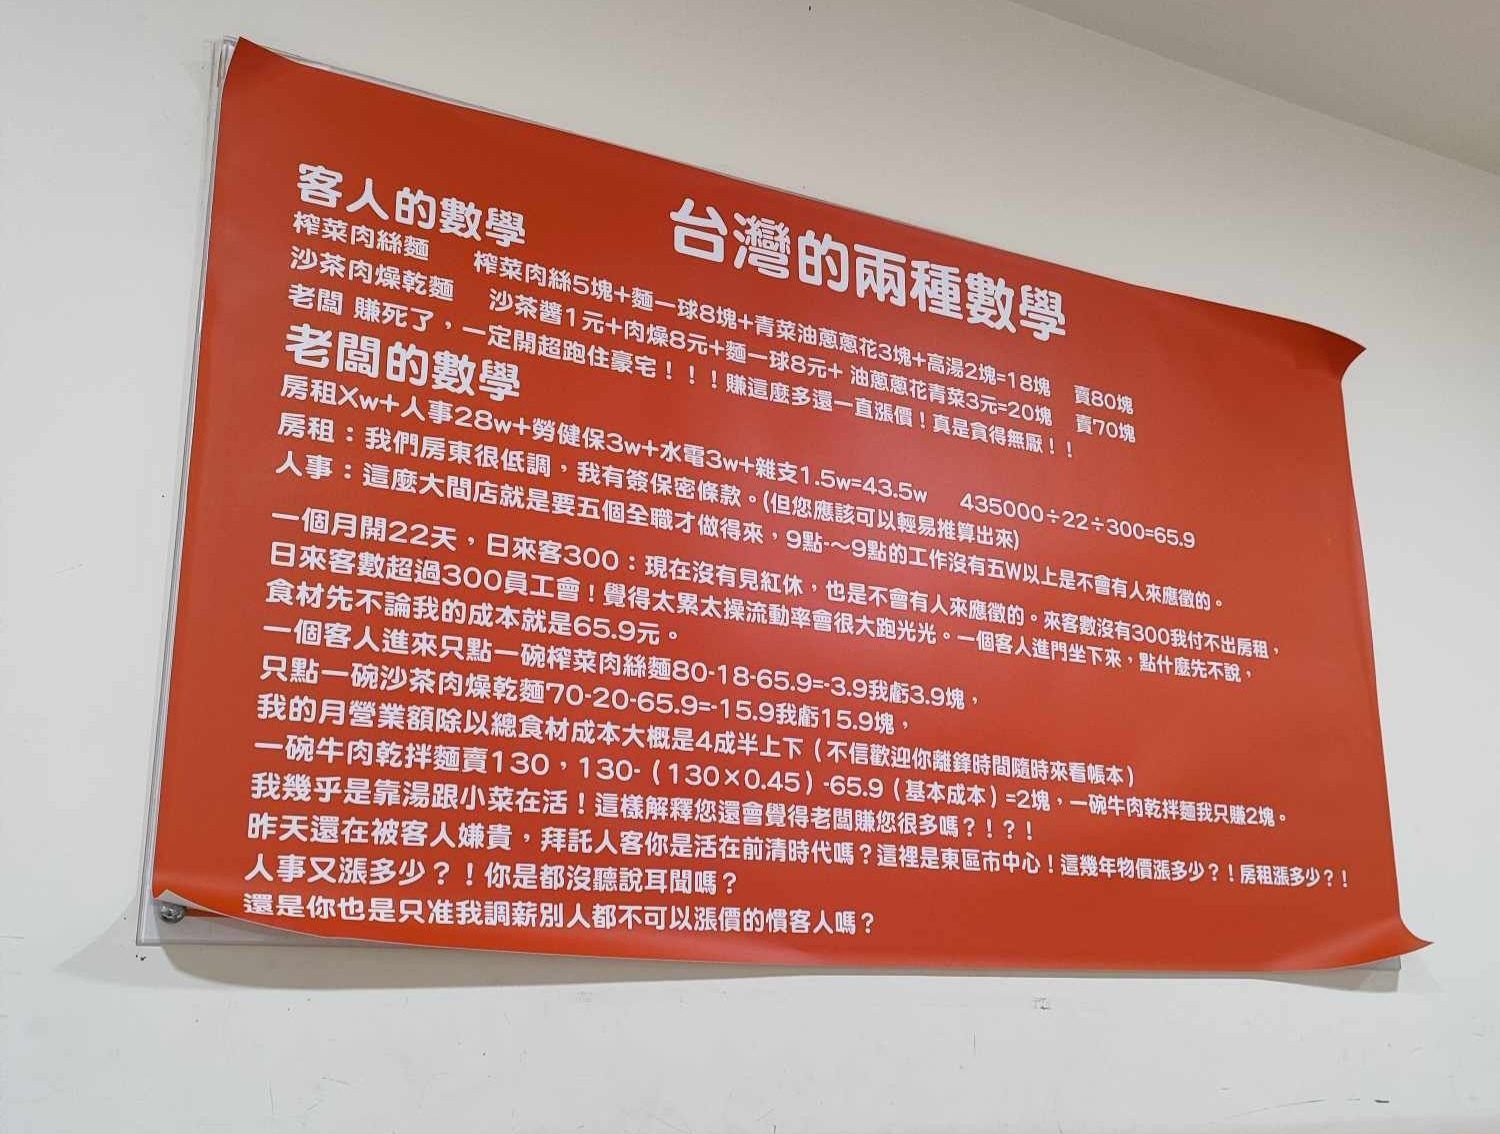 台灣的兩種數學
客人的數學
榨菜肉絲麵 榨菜肉絲5塊+麵一球8塊+青菜油蔥蔥花3塊+高湯2塊=18塊 賣80塊
沙茶肉燥乾麵 沙茶醬1元+肉燥8元+麵一球8元+ 油蔥蔥花青菜3元=20塊 賣70塊
老闆 賺死了，一定開超跑住豪宅！！！賺這麼多還一直漲價！真是貪得無厭！！
老闆的數學
房租Xw+人事28w+勞健保3w+水電3w+雜支1.5w=43.5w 435000÷22÷300=65.9
房租：我們房東很低調，我有簽保密條款。(但您應該可以輕易推算出來)
人事：這麼大間店就是要五個全職才做得來，9點-～9點的工作沒有五W以上是不會有人來應徵的。
一個月開22天，日來客300：現在沒有見紅休，也是不會有人來應徵的。來客數沒有300我付不出房租，
日來客數超過300員工會！覺得太累太操流動率會很大跑光光。一個客人進門坐下來，點什麼先不說，
食材先不論我的成本就是65.9元。
一個客人進來只點一碗榨菜肉絲麵80-18-65.9=-3.9我虧3.9塊，
只點一碗沙茶肉燥乾麵70-20-65.9=-15.9我虧15.9塊，
我的月營業額除以總食材成本大概是4成半上下（不信歡迎你離鋒時間隨時來看帳本）
一碗牛肉乾拌麵賣130，130-（130×0.45）-65.9（基本成本）=2塊，一碗牛肉乾拌麵我只賺2塊。
我幾乎是靠湯跟小菜在活！這樣解釋您還會覺得老闆賺您很多嗎？！？！
昨天還在被客人嫌貴，拜託人客你是活在前清時代嗎？這裡是東區市中心！這幾年物價漲多少？！房租漲多少？！
人事又漲多少？！你是都沒聽說耳聞嗎？
還是你也是只准我調薪別人都不可以漲價的慣客人嗎？